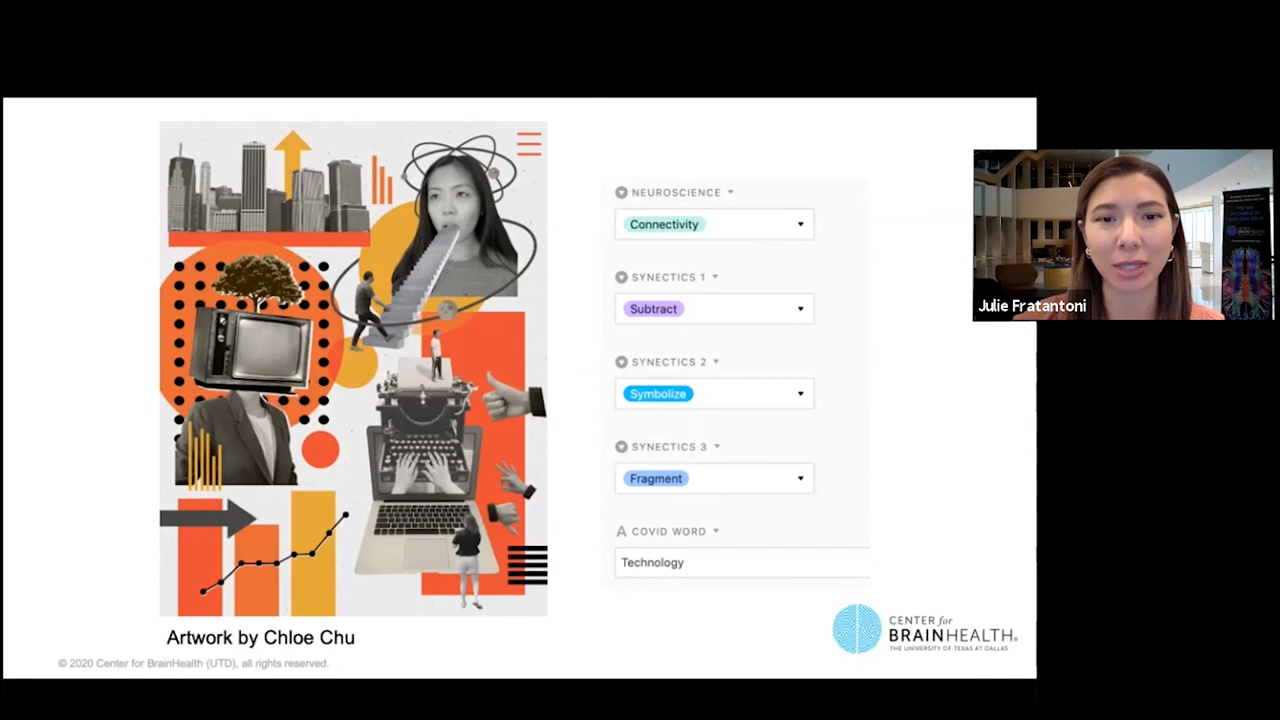 NEUROSCIENCE
Connectivity
SYNECTICS 1
Subtract
SYNECTICS 2
Symbolize
SYNECTICS 3
Fragment
A COVID WORD
Technology
Artwork by Chloe Chu
© 2020 Center for BrainHealth (UTD), all rights reserved.
CENTER for
BRAINHEALTH®
THE UNIVERSITY OF TEXAS AT DALLAS
Julie Fratantoni
BRAINHEALTH